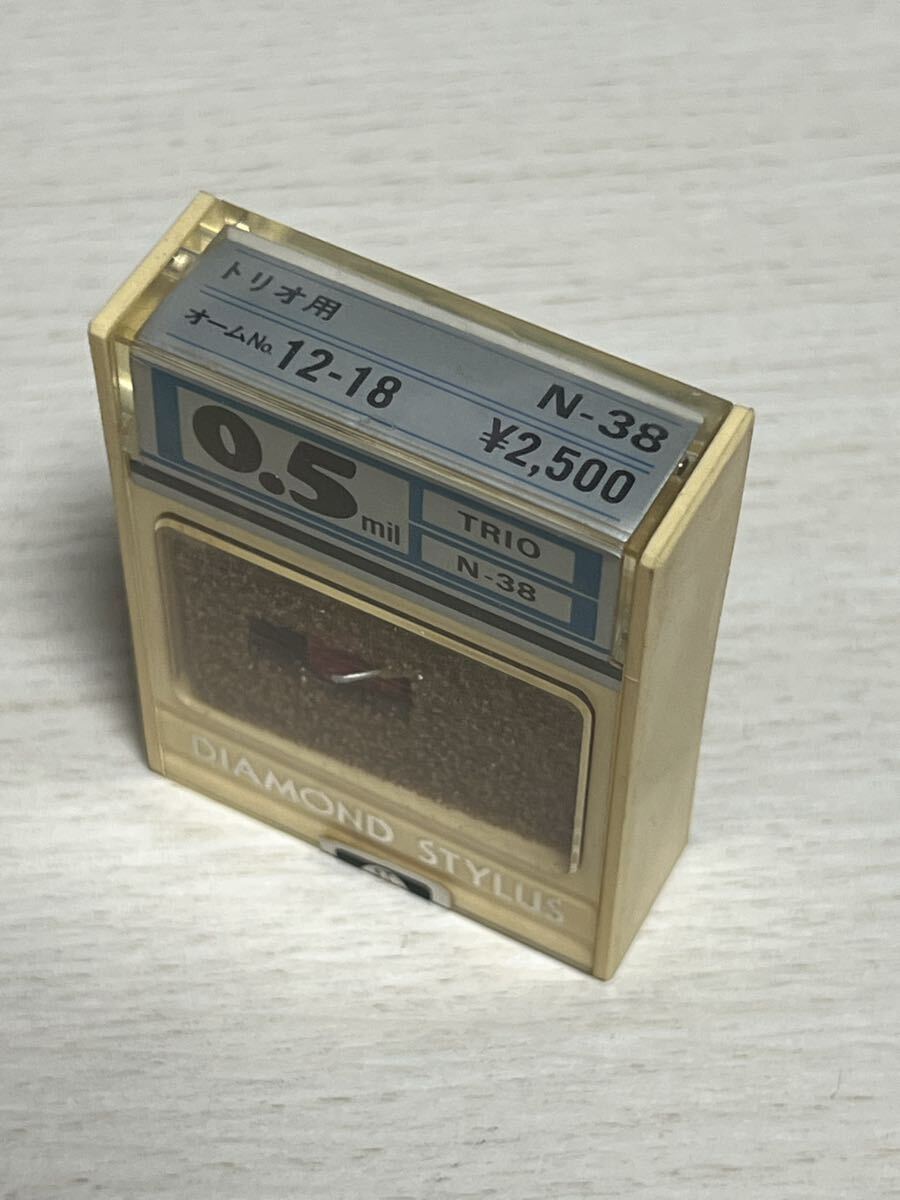 トリオ用 N-38
オームNo. 12-18 ¥2,500
0.5 mil
TRIO
N-38
DIAMOND STYLUS